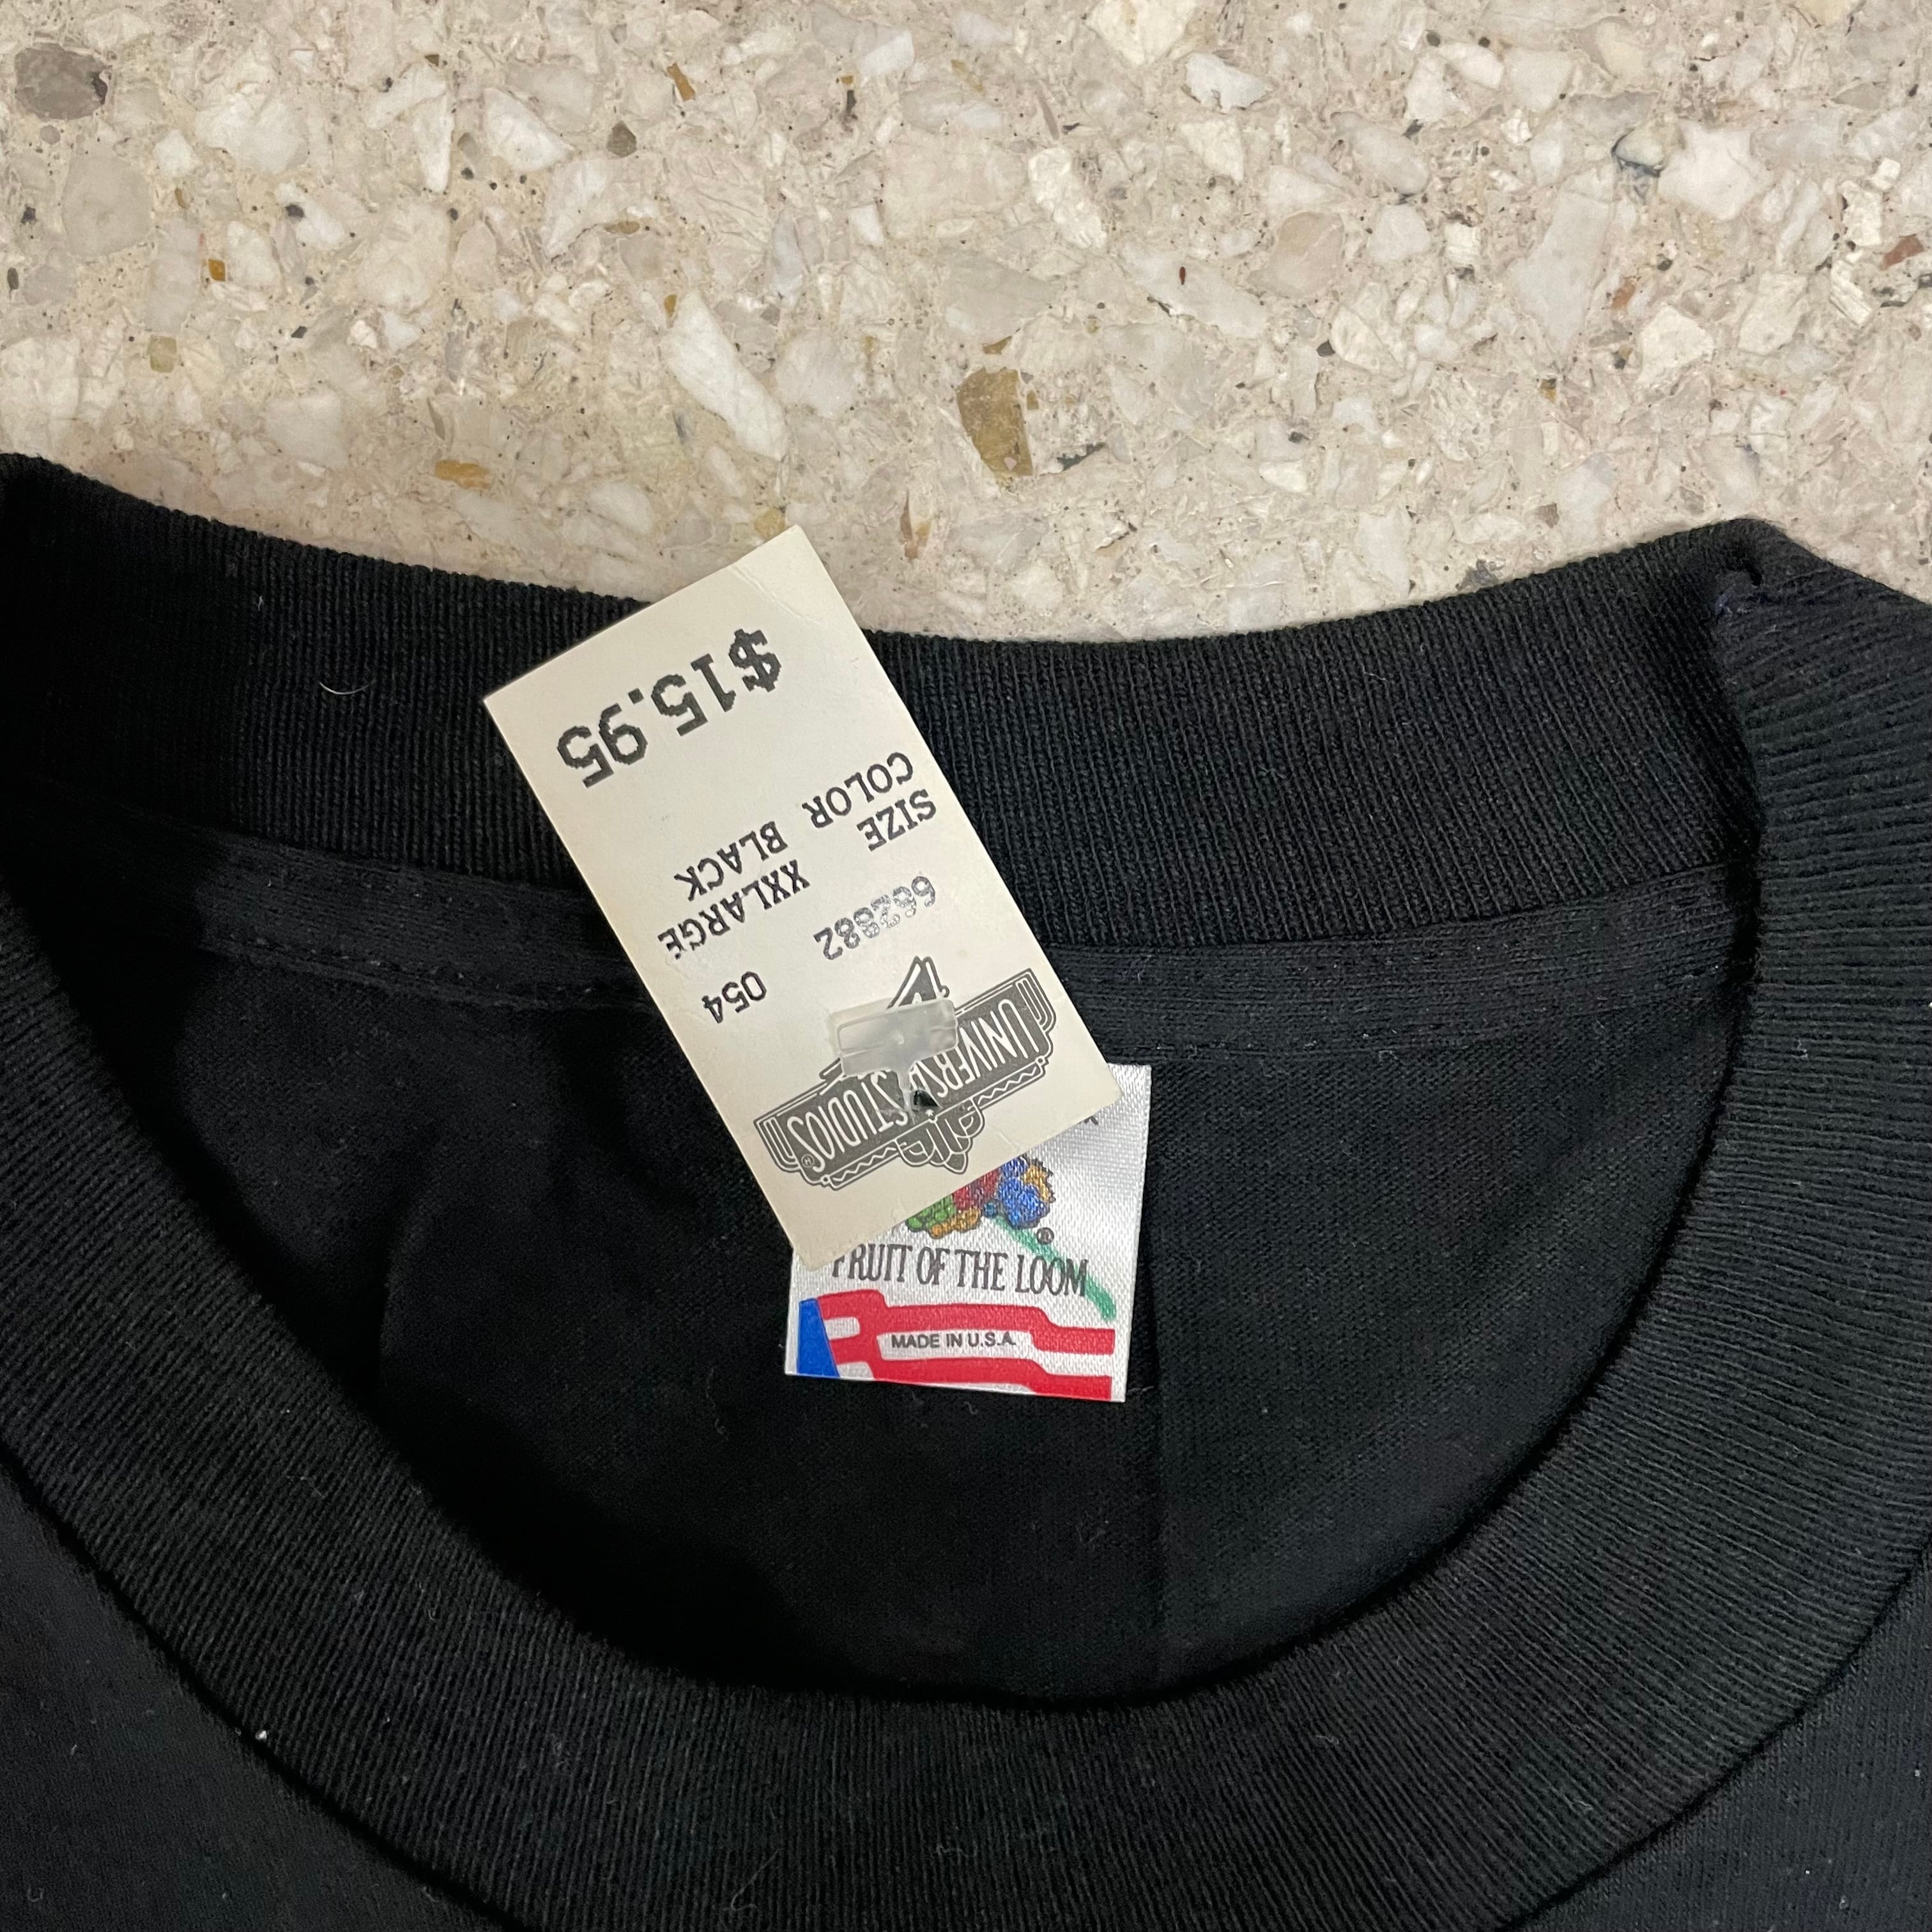 UNIVERSAL STUDIOS
662882 054
SIZE XXLARGE
COLOR BLACK
$15.95
FRUIT OF THE LOOM
MADE IN U.S.A.